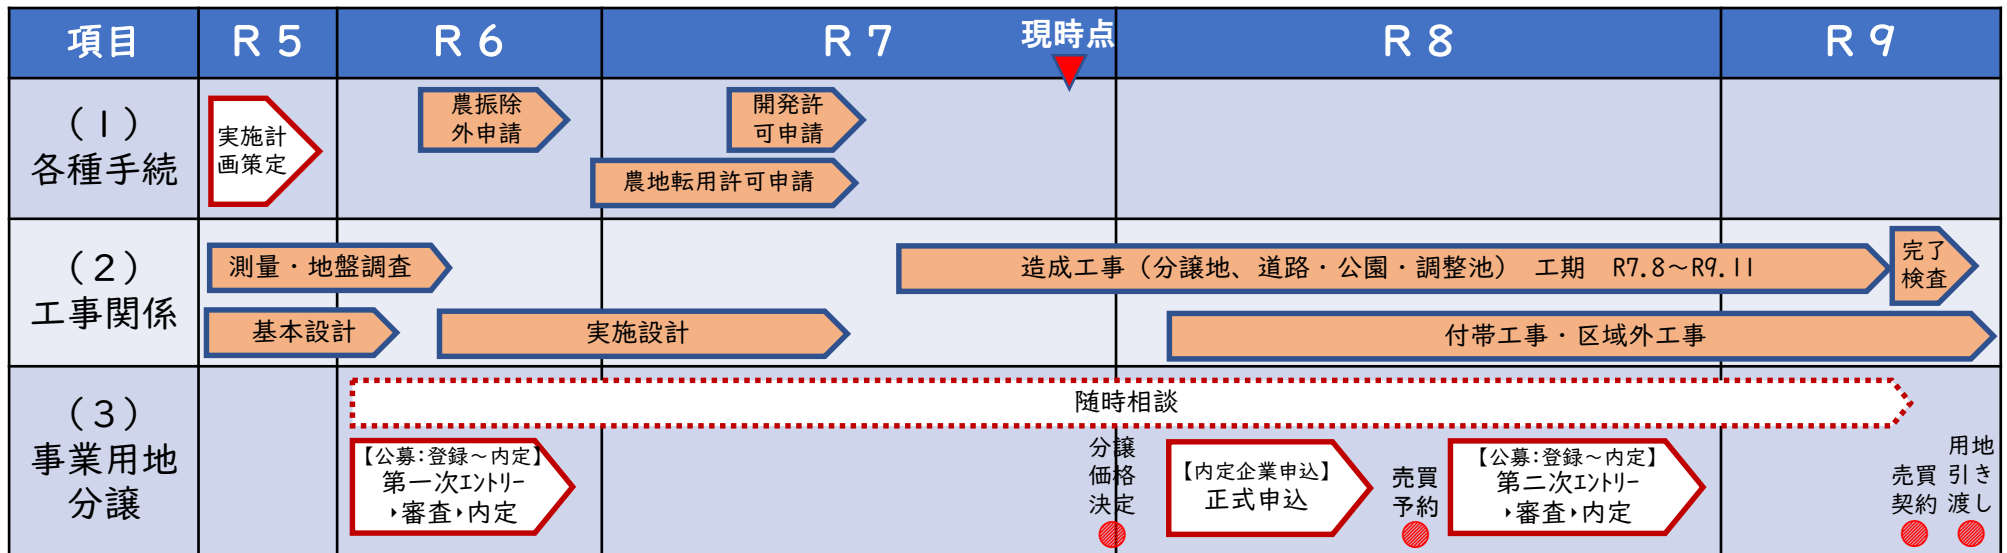 項目
R5
R6
R7
現時点
R8
R9
(1)
各種手続
実施計
画策定
農振除
外申請
開発許
可申請
農地転用許可申請
(2)
工事関係
測量・地盤調査
造成工事(分譲地、道路・公園・調整池) 工期 R7.8～R9.11
完了
検査
基本設計
実施設計
付帯工事・区域外工事
(3)
事業用地
分譲
随時相談
【公募:登録～内定】
第一次ｴﾝﾄﾘｰ
▸審査▸内定
分譲
価格
決定
【内定企業申込】
正式申込
売買
予約
【公募:登録～内定】
第二次ｴﾝﾄﾘｰ
▸審査▸内定
売買
契約
用地
引き
渡し